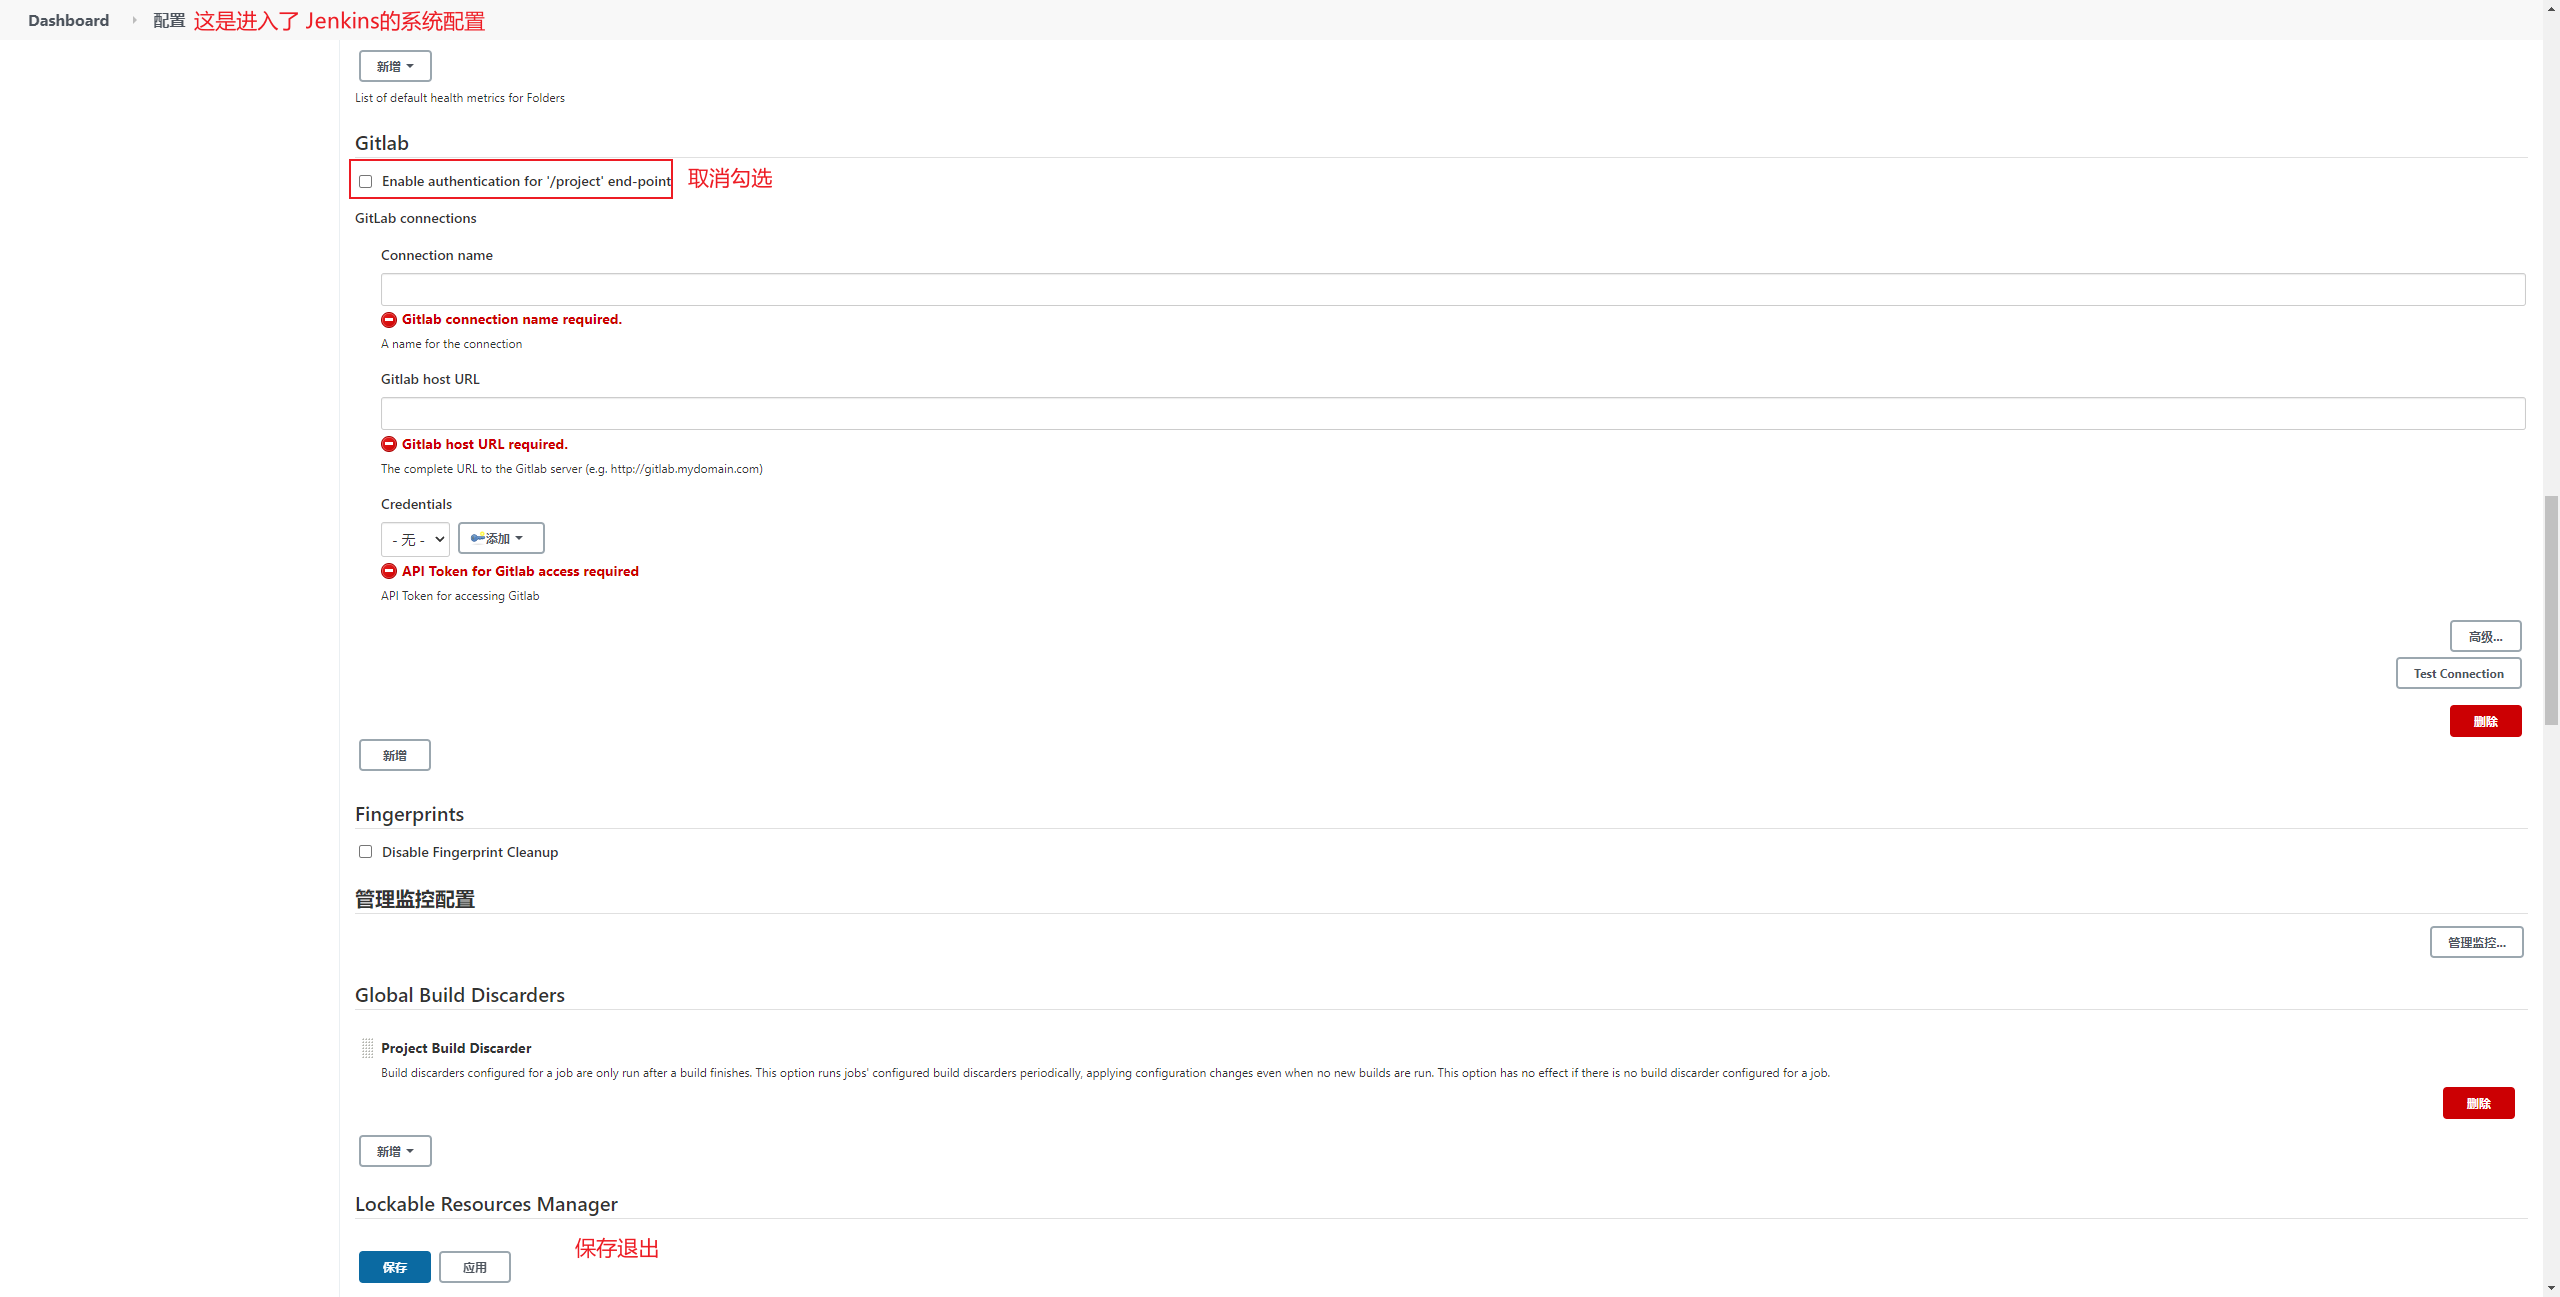 Dashboard
配置 这是进入了 Jenkins的系统配置
新增
List of default health metrics for Folders
Gitlab
Enable authentication for '/project' end-point 取消勾选
GitLab connections
Connection name
Gitlab connection name required.
A name for the connection
Gitlab host URL
Gitlab host URL required.
The complete URL to the Gitlab server (e.g. http://gitlab.mydomain.com)
Credentials
- 无 - 添加
API Token for Gitlab access required
API Token for accessing Gitlab
高级...
Test Connection
删除
新增
Fingerprints
Disable Fingerprint Cleanup
管理监控配置
管理监控...
Global Build Discarders
Project Build Discarder
Build discarders configured for a job are only run after a build finishes. This option runs jobs' configured build discarders periodically, applying configuration changes even when no new builds are run. This option has no effect if there is no build discarder configured for a job.
删除
新增
Lockable Resources Manager
保存退出
保存 应用